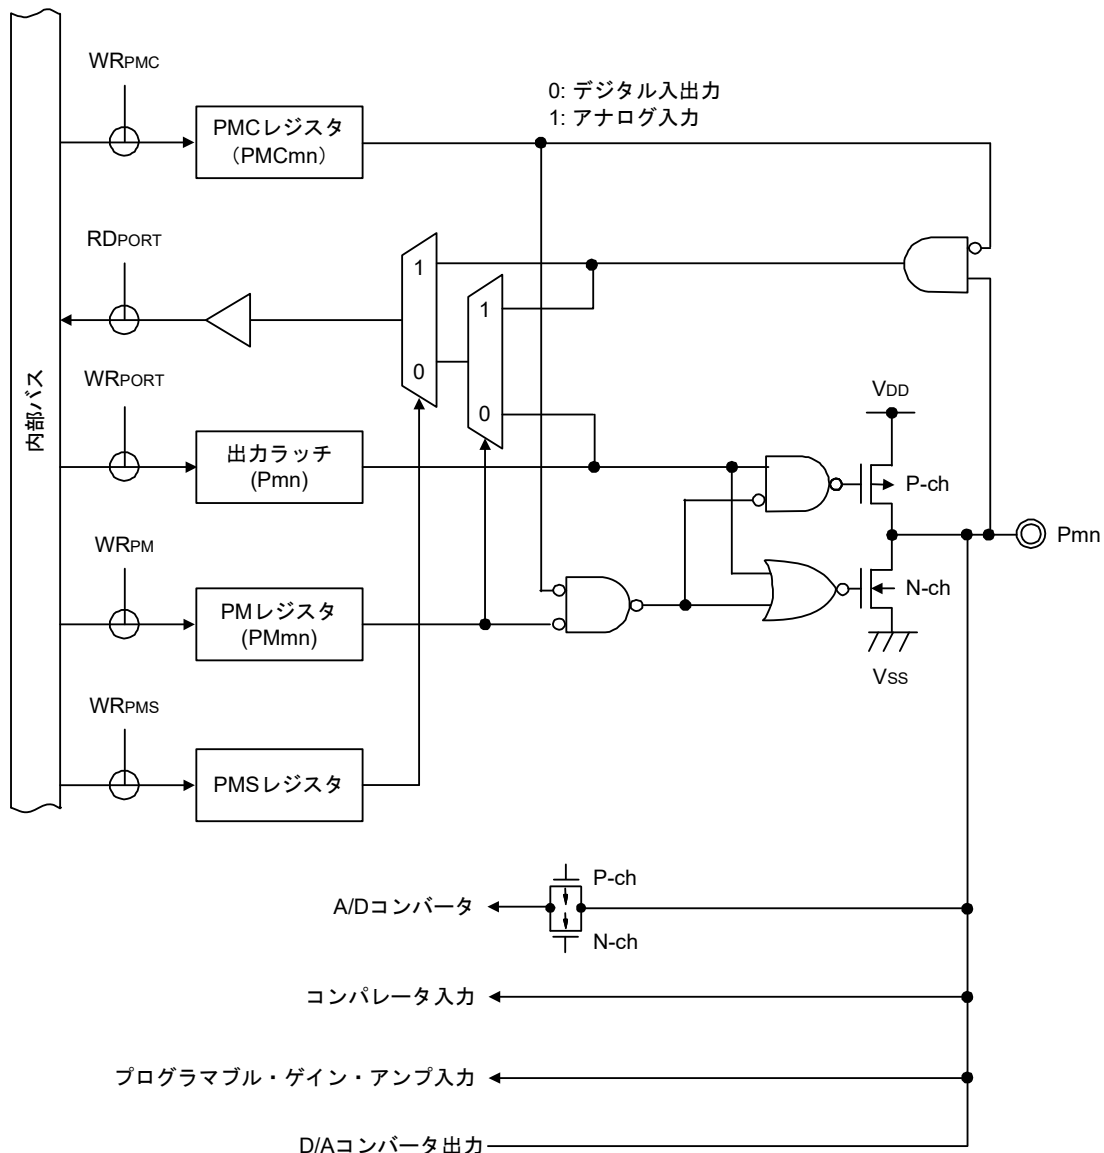 WRPMC
0: デジタル入出力
1: アナログ入力
PMCレジスタ
(PMCmn)
RDPORT
1
1
0
0
WRPORT
内部バス
VDD
出力ラッチ
(Pmn)
P-ch
Pmn
WRPM
N-ch
PMレジスタ
(PMmn)
VSS
WRPMS
PMSレジスタ
P-ch
A/Dコンバータ
N-ch
コンパレータ入力
プログラマブル・ゲイン・アンプ入力
D/Aコンバータ出力